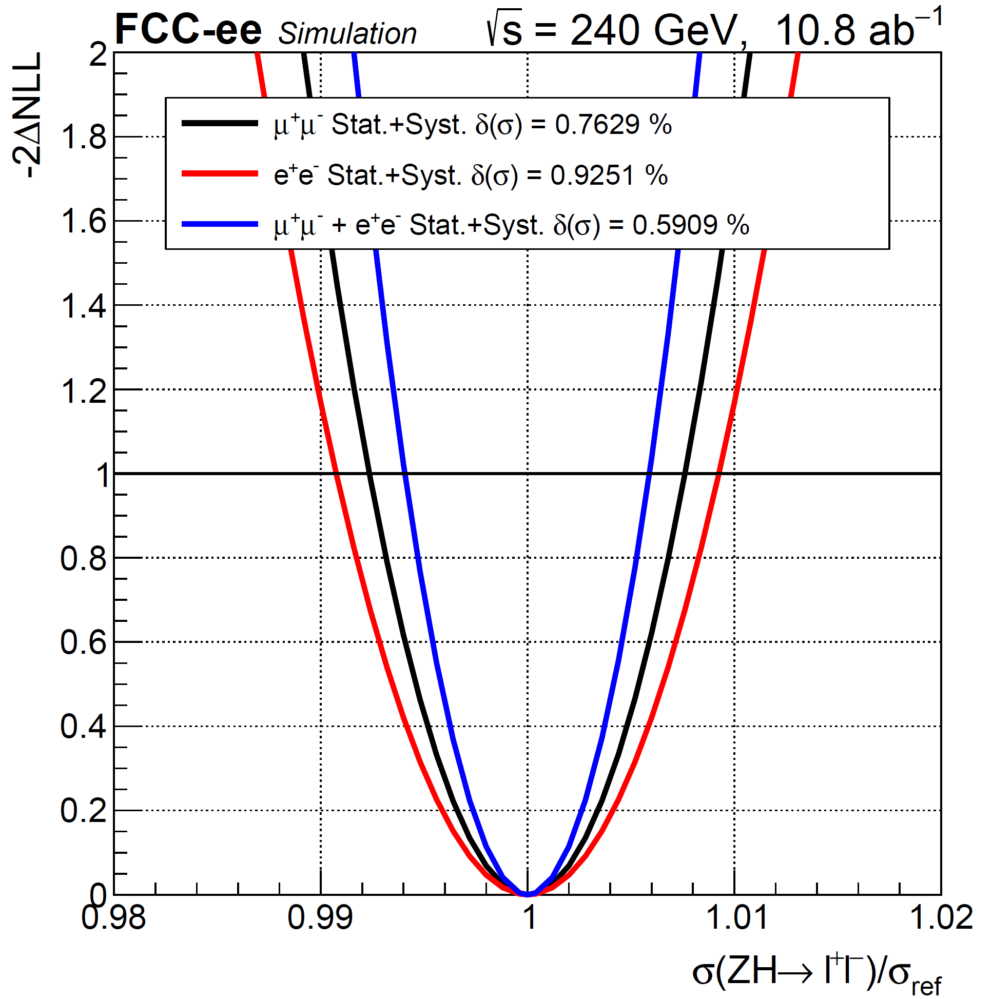 FCC-ee Simulation √s = 240 GeV, 10.8 ab⁻¹
-2ΔNLL
2
1.8
1.6
1.4
1.2
1
0.8
0.6
0.4
0.2
0
μ⁺μ⁻ Stat.+Syst. δ(σ) = 0.7629 %
e⁺e⁻ Stat.+Syst. δ(σ) = 0.9251 %
μ⁺μ⁻ + e⁺e⁻ Stat.+Syst. δ(σ) = 0.5909 %
0.98 0.99 1 1.01 1.02
σ(ZH→ l⁺l⁻)/σ_ref